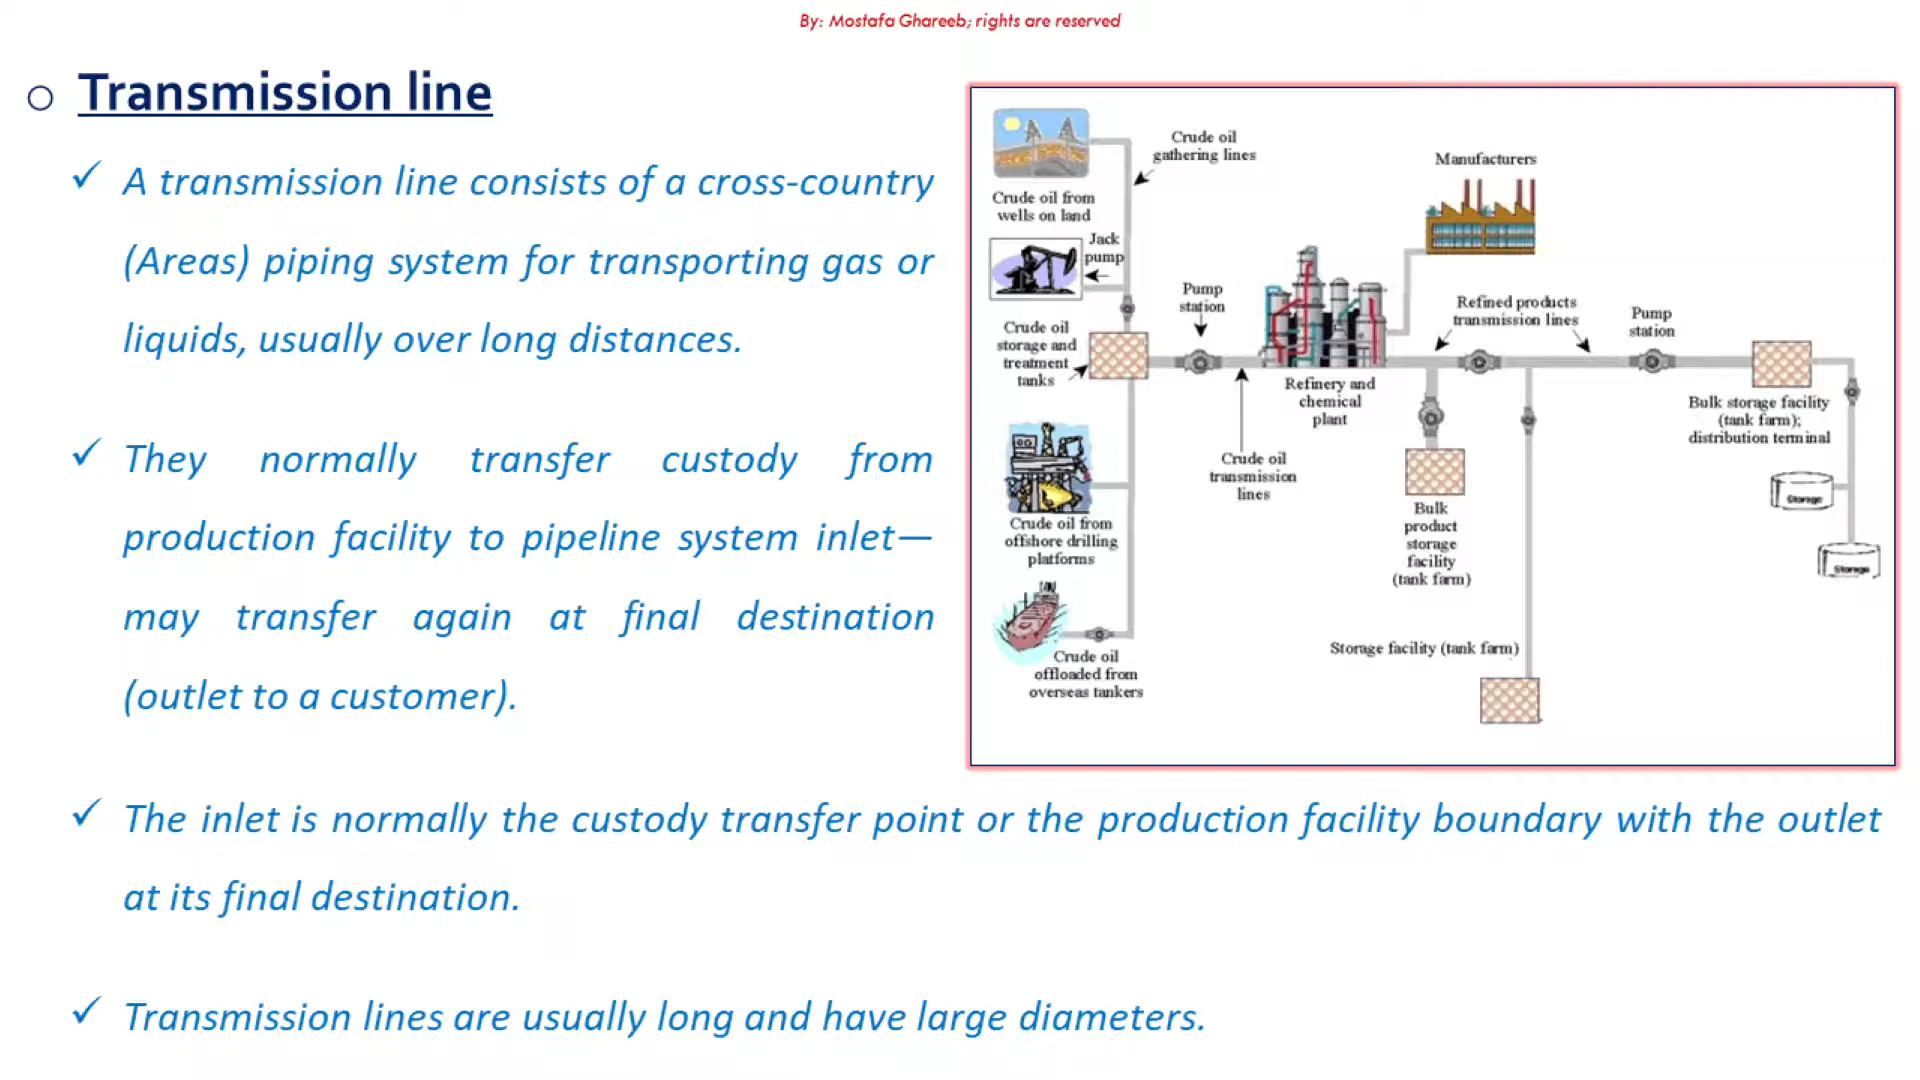 By: Mostafa Ghareeb; rights are reserved
Transmission line
A transmission line consists of a cross-country
(Areas) piping system for transporting gas or
liquids, usually over long distances.
They normally transfer custody from
production facility to pipeline system inlet—
may transfer again at final destination
(outlet to a customer).
The inlet is normally the custody transfer point or the production facility boundary with the outlet
at its final destination.
Transmission lines are usually long and have large diameters.
Crude oil
gathering lines
Crude oil from
wells on land
Jack
pump
Crude oil
storage and
treatment
tanks
Pump
station
Manufacturers
Refinery and
chemical
plant
Refined products
transmission lines
Pump
station
Crude oil
transmission
lines
Bulk storage facility
(tank farm);
distribution terminal
Storage
Storage
Crude oil from
offshore drilling
platforms
Bulk
product
storage
facility
(tank farm)
Storage facility (tank farm)
Crude oil
offloaded from
overseas tankers